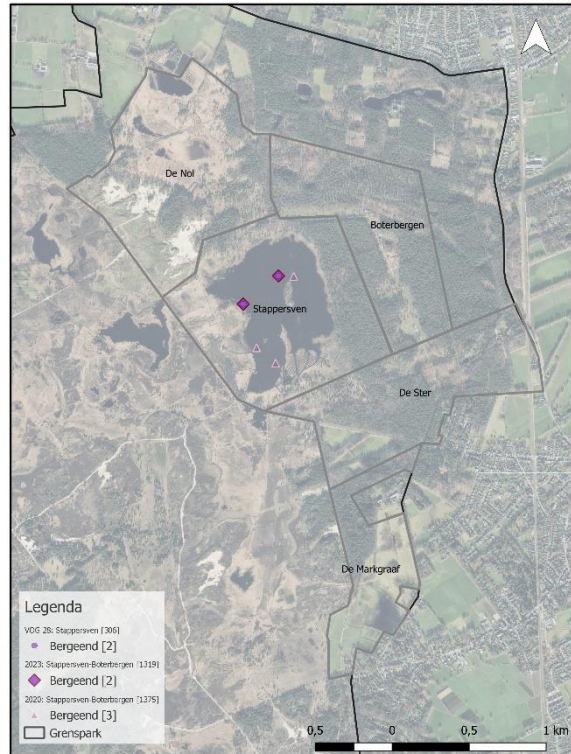 De Nol
Boterbergen
Stappersven
De Ster
De Markgraaf
Legenda
VOG 28: Stappersven [306]
Bergeend [2]
2023: Stappersven-Boterbergen [1319]
Bergeend [2]
2020: Stappersven-Boterbergen [1375]
Bergeend [3]
Grenspark
0,5 0 0,5 1 km